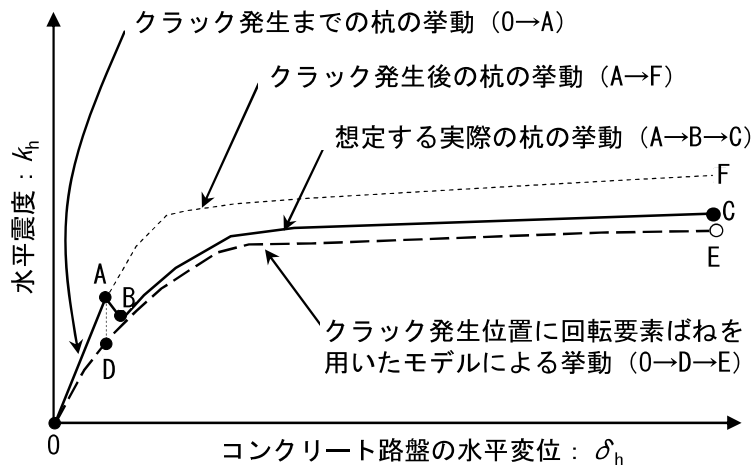 クラック発生までの杭の挙動（0→A）
クラック発生後の杭の挙動（A→F）
想定する実際の杭の挙動（A→B→C）
F
C
E
A
B
D
水平震度：kh
クラック発生位置に回転要素ばねを
用いたモデルによる挙動（0→D→E）
0
コンクリート路盤の水平変位：δh